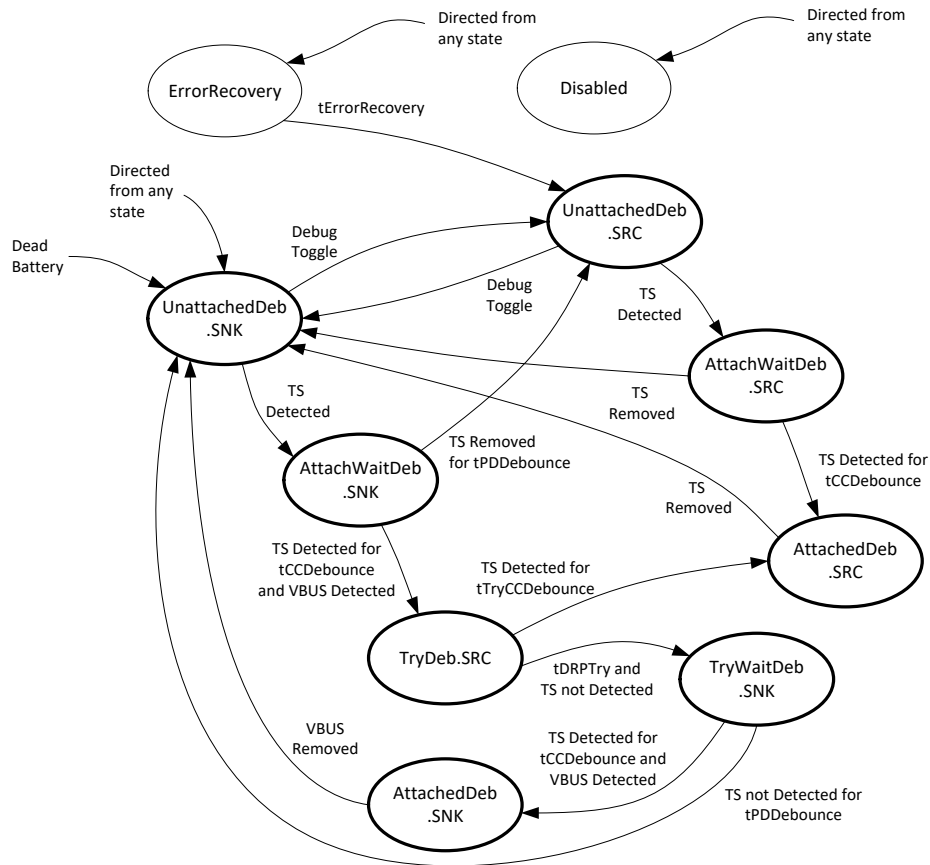 Directed from
any state
Directed from
any state
ErrorRecovery
Disabled
tErrorRecovery
Directed
from any
state
UnattachedDeb
.SRC
Dead
Battery
Debug
Toggle
UnattachedDeb
.SNK
Debug
Toggle
TS
Detected
AttachWaitDeb
.SRC
TS
Detected
TS
Removed
TS Removed
for tPDDebounce
AttachWaitDeb
.SNK
TS Detected for
tCCDebounce
TS
Removed
AttachedDeb
.SRC
TS Detected for
tCCDebounce
and VBUS Detected
TS Detected for
tTryCCDebounce
TryDeb.SRC
tDRPTry and
TS not Detected
TryWaitDeb
.SNK
VBUS
Removed
TS Detected for
tCCDebounce and
VBUS Detected
AttachedDeb
.SNK
TS not Detected for
tPDDebounce